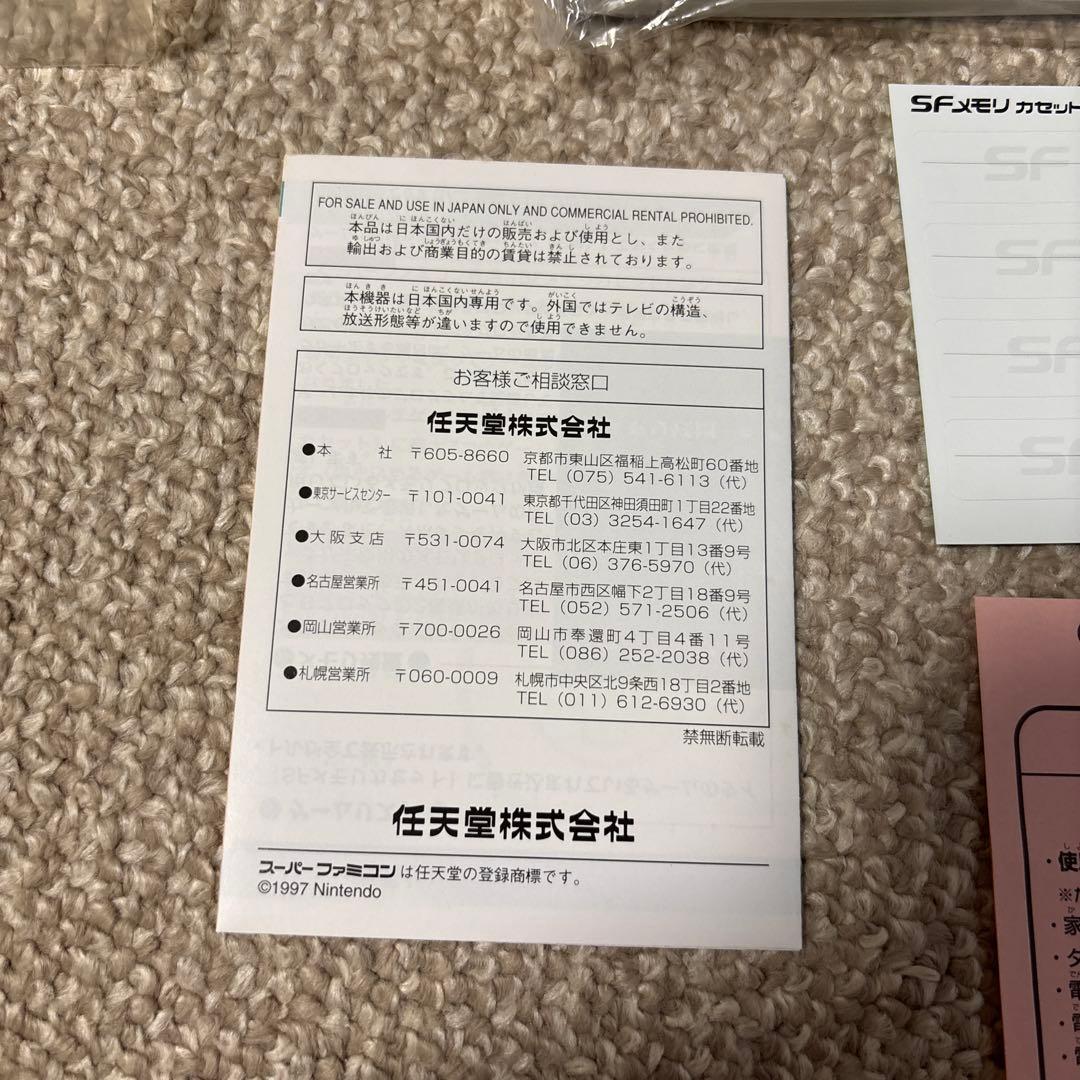 FOR SALE AND USE IN JAPAN ONLY AND COMMERCIAL RENTAL PROHIBITED.
本品は日本国内だけの販売および使用とし、また
輸出および商業目的の賃貸は禁止されております。
本機器は日本国内専用です。外国ではテレビの構造、
放送形態等が違いますので使用できません。
お客様ご相談窓口
任天堂株式会社
●本 社 〒605-8660 京都市東山区福稲上高松町60番地
TEL (075) 541-6113 (代)
●東京サービスセンター 〒101-0041 東京都千代田区神田須田町1丁目22番地
TEL (03) 3254-1647 (代)
●大阪支店 〒531-0074 大阪市北区本庄東1丁目13番9号
TEL (06) 376-5970 (代)
●名古屋営業所 〒451-0041 名古屋市西区幅下2丁目18番9号
TEL (052) 571-2506 (代)
●岡山営業所 〒700-0026 岡山市奉還町4丁目4番11号
TEL (086) 252-2038 (代)
●札幌営業所 〒060-0009 札幌市中央区北9条西18丁目2番地
TEL (011) 612-6930 (代)
禁無断転載
任天堂株式会社
スーパーファミコンは任天堂の登録商標です。
©1997 Nintendo
SFメモリ カセット
SF
SF
SF
SF
・使
・家
・電